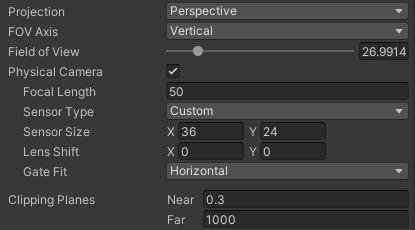 Projection Perspective
FOV Axis Vertical
Field of View 26.9914
Physical Camera
Focal Length 50
Sensor Type Custom
Sensor Size X 36 Y 24
Lens Shift X 0 Y 0
Gate Fit Horizontal
Clipping Planes Near 0.3
Far 1000